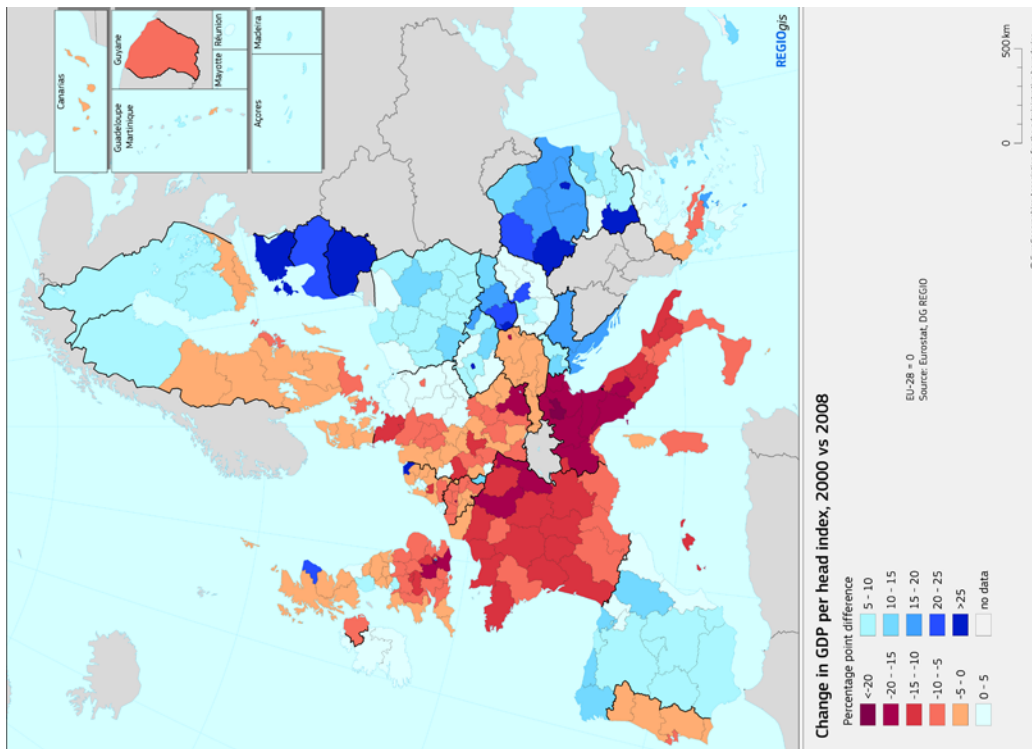 Canarias
Guadeloupe
Martinique
Guyane
Mayotte
Réunion
Açores
Madeira
REGIOgis
Change in GDP per head index, 2000 vs 2008
Percentage point difference
<-20
-20 - -15
-15 - -10
-10 - -5
-5 - 0
0 - 5
5 - 10
10 - 15
15 - 20
20 - 25
>25
no data
EU-28 = 0
Source: Eurostat, DG REGIO
0
500 km